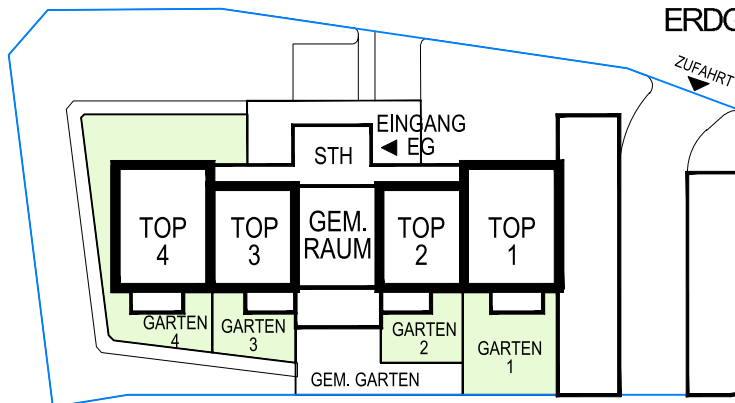 ERDG
ZUFAHRT
EINGANG
EG
STH
TOP
4
TOP
3
GEM.
RAUM
TOP
2
TOP
1
GARTEN
4
GARTEN
3
GARTEN
2
GARTEN
1
GEM. GARTEN